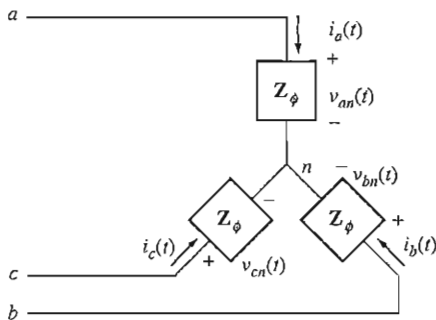 a
i_a(t)
+
Z_ϕ
v_an(t)
−
n
− v_bn(t)
−
Z_ϕ
Z_ϕ
+
i_c(t)
+
v_cn(t)
i_b(t)
c
b